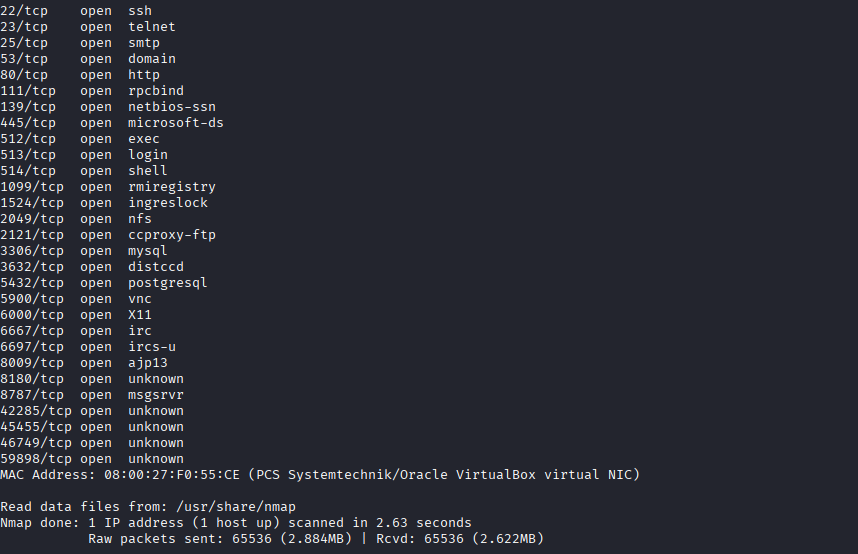 22/tcp    open  ssh
23/tcp    open  telnet
25/tcp    open  smtp
53/tcp    open  domain
80/tcp    open  http
111/tcp   open  rpcbind
139/tcp   open  netbios-ssn
445/tcp   open  microsoft-ds
512/tcp   open  exec
513/tcp   open  login
514/tcp   open  shell
1099/tcp  open  rmiregistry
1524/tcp  open  ingreslock
2049/tcp  open  nfs
2121/tcp  open  ccproxy-ftp
3306/tcp  open  mysql
3632/tcp  open  distccd
5432/tcp  open  postgresql
5900/tcp  open  vnc
6000/tcp  open  X11
6667/tcp  open  irc
6697/tcp  open  ircs-u
8009/tcp  open  ajp13
8180/tcp  open  unknown
8787/tcp  open  msgsrvr
42285/tcp open  unknown
45455/tcp open  unknown
46749/tcp open  unknown
59898/tcp open  unknown
MAC Address: 08:00:27:F0:55:CE (PCS Systemtechnik/Oracle VirtualBox virtual NIC)

Read data files from: /usr/share/nmap
Nmap done: 1 IP address (1 host up) scanned in 2.63 seconds
           Raw packets sent: 65536 (2.884MB) | Rcvd: 65536 (2.622MB)